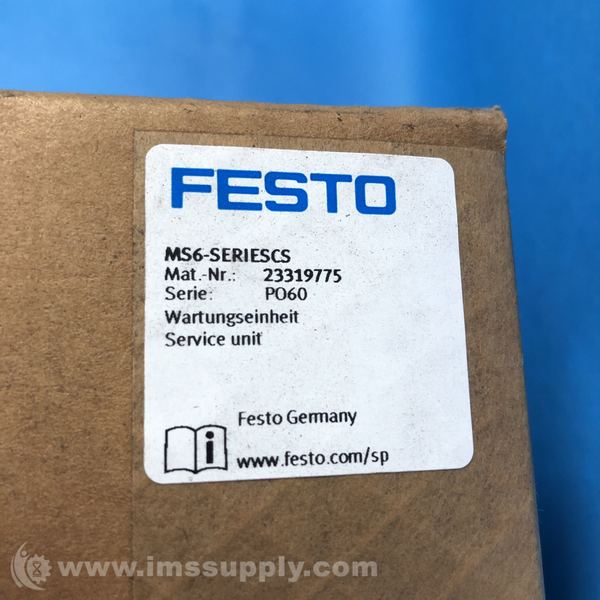 FESTO
MS6-SERIESCS
Mat.-Nr.: 23319775
Serie: PO60
Wartungseinheit
Service unit
Festo Germany
i www.festo.com/sp
www.imssupply.com/